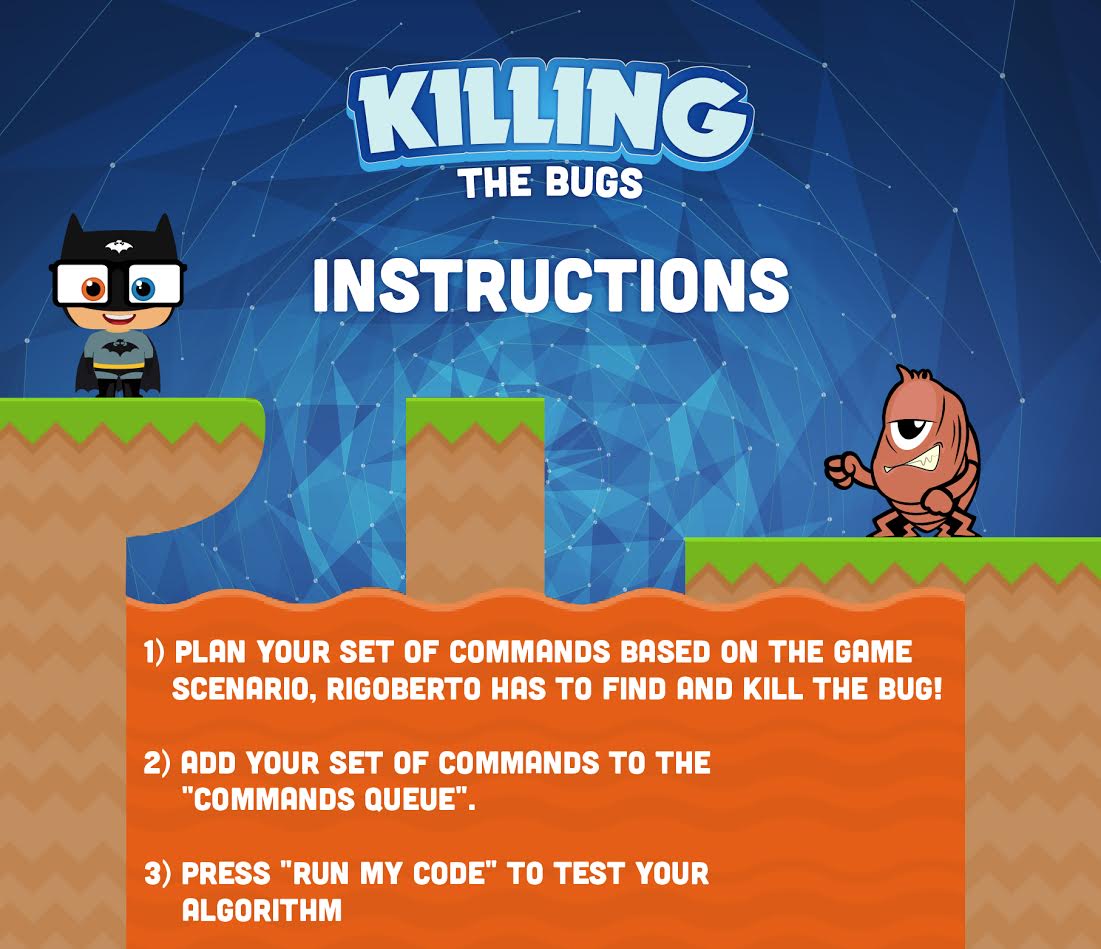 KILLING
THE BUGS
INSTRUCTIONS
1) PLAN YOUR SET OF COMMANDS BASED ON THE GAME
SCENARIO, RIGOBERTO HAS TO FIND AND KILL THE BUG!
2) ADD YOUR SET OF COMMANDS TO THE
"COMMANDS QUEUE".
3) PRESS "RUN MY CODE" TO TEST YOUR
ALGORITHM